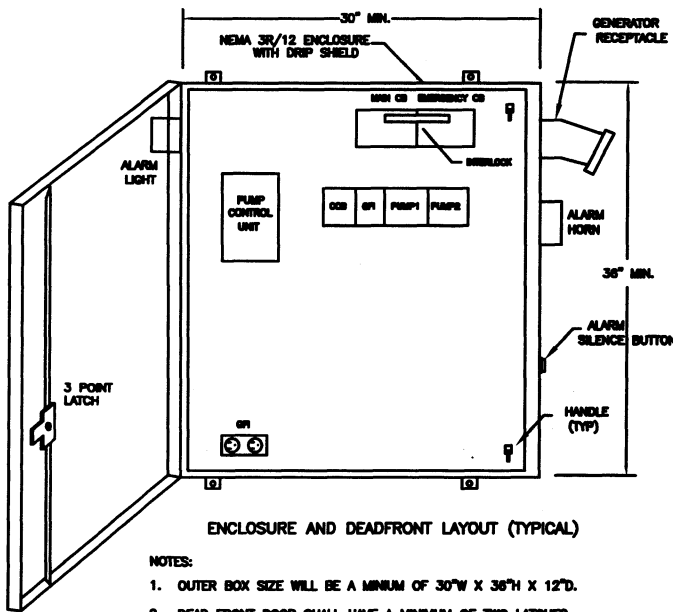 30" MIN.
GENERATOR
RECEPTACLE
NEMA 3R/12 ENCLOSURE
WITH DRIP SHIELD
MAIN CB EMERGENCY CB
INTERLOCK
ALARM
LIGHT
PUMP
CONTROL
UNIT
CCB GFI PUMP1 PUMP2
ALARM
HORN
36" MIN.
ALARM
SILENCE BUTTON
3 POINT
LATCH
HANDLE
(TYP)
GFI
ENCLOSURE AND DEADFRONT LAYOUT (TYPICAL)
NOTES:
1. OUTER BOX SIZE WILL BE A MINIUM OF 30"W X 36"H X 12"D.